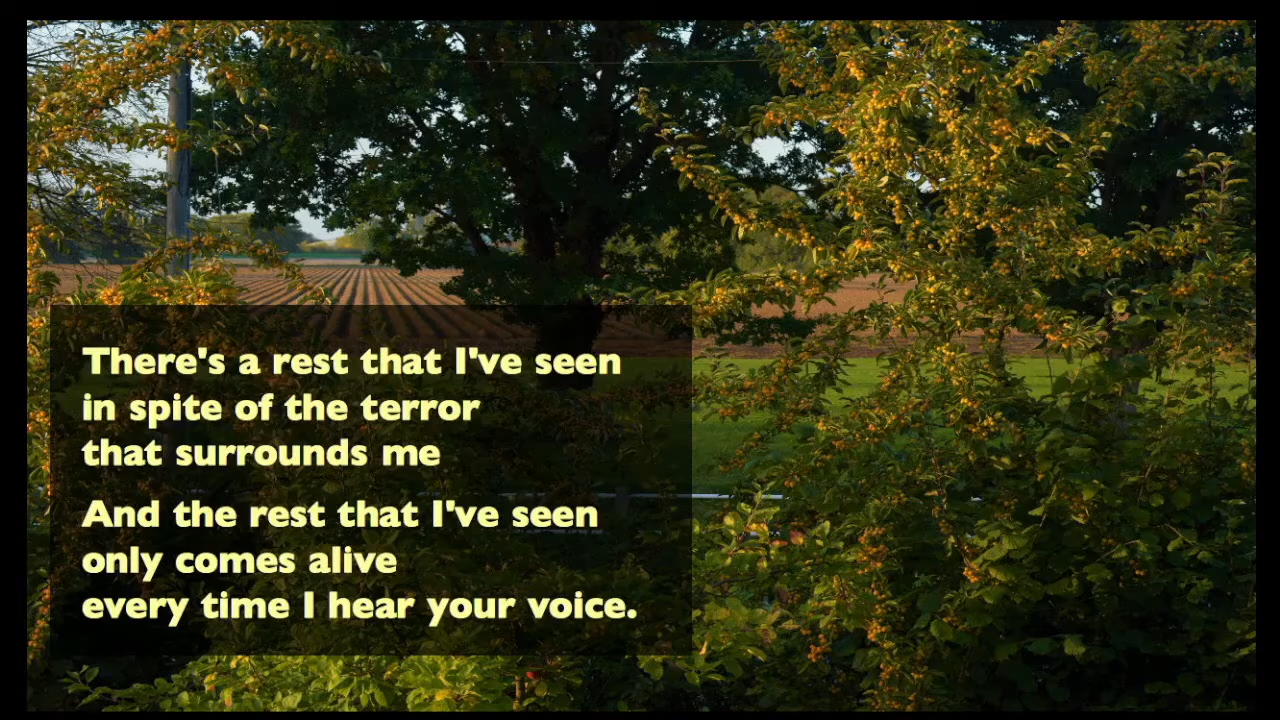 There's a rest that I've seen
in spite of the terror
that surrounds me
And the rest that I've seen
only comes alive
every time I hear your voice.